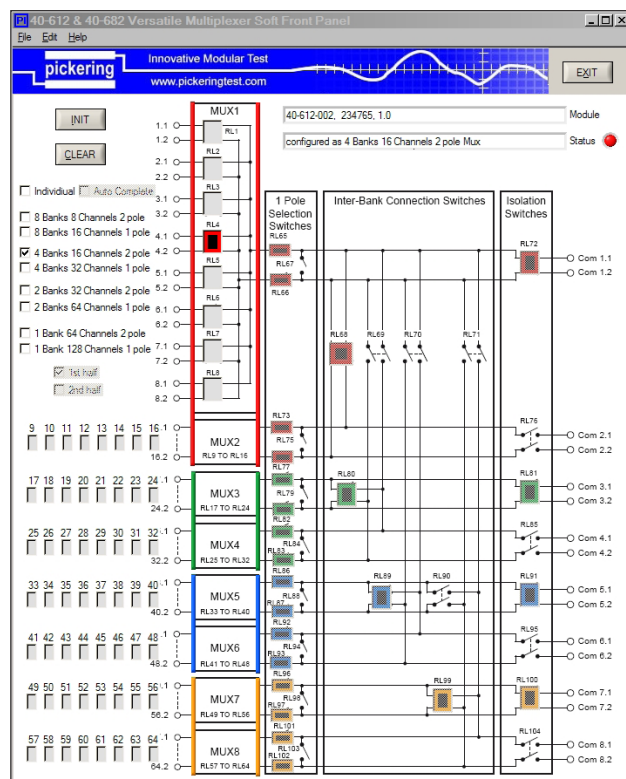 40-612 & 40-682 Versatile Multiplexer Soft Front Panel
File Edit Help
pickering
Innovative Modular Test
www.pickeringtest.com
EXIT
INIT
CLEAR
40-612-002, 234765, 1.0
Module
configured as 4 Banks 16 Channels 2 pole Mux
Status
Individual
Auto Complete
8 Banks 8 Channels 2 pole
8 Banks 16 Channels 1 pole
4 Banks 16 Channels 2 pole
4 Banks 32 Channels 1 pole
2 Banks 32 Channels 2 pole
2 Banks 64 Channels 1 pole
1 Bank 64 Channels 2 pole
1 Bank 128 Channels 1 pole
1st half
2nd half
MUX1
1.1
RL1
1.2
RL2
2.1
2.2
RL3
3.1
3.2
RL4
4.1
4.2
RL5
5.1
5.2
RL6
6.1
6.2
RL7
7.1
7.2
RL8
8.1
8.2
1 Pole
Selection
Switches
Inter-Bank Connection Switches
Isolation
Switches
RL65
RL67
RL66
RL72
Com 1.1
Com 1.2
RL68 RL69 RL70 RL71
9 10 11 12 13 14 15 16.1
16.2
MUX2
RL9 TO RL16
RL73
RL75
RL76
Com 2.1
Com 2.2
17 18 19 20 21 22 23 24.1
24.2
MUX3
RL17 TO RL24
RL77
RL79
RL80
RL81
Com 3.1
Com 3.2
25 26 27 28 29 30 31 32.1
32.2
MUX4
RL25 TO RL32
RL82
RL84
RL83
RL85
Com 4.1
Com 4.2
33 34 35 36 37 38 39 40.1
40.2
MUX5
RL33 TO RL40
RL86
RL88
RL87
RL89 RL90
RL91
Com 5.1
Com 5.2
41 42 43 44 45 46 47 48.1
48.2
MUX6
RL41 TO RL48
RL92
RL94
RL93
RL95
Com 6.1
Com 6.2
49 50 51 52 53 54 55 56.1
56.2
MUX7
RL49 TO RL56
RL96
RL98
RL97
RL99
RL100
Com 7.1
Com 7.2
57 58 59 60 61 62 63 64.1
64.2
MUX8
RL57 TO RL64
RL101
RL103
RL102
RL104
Com 8.1
Com 8.2